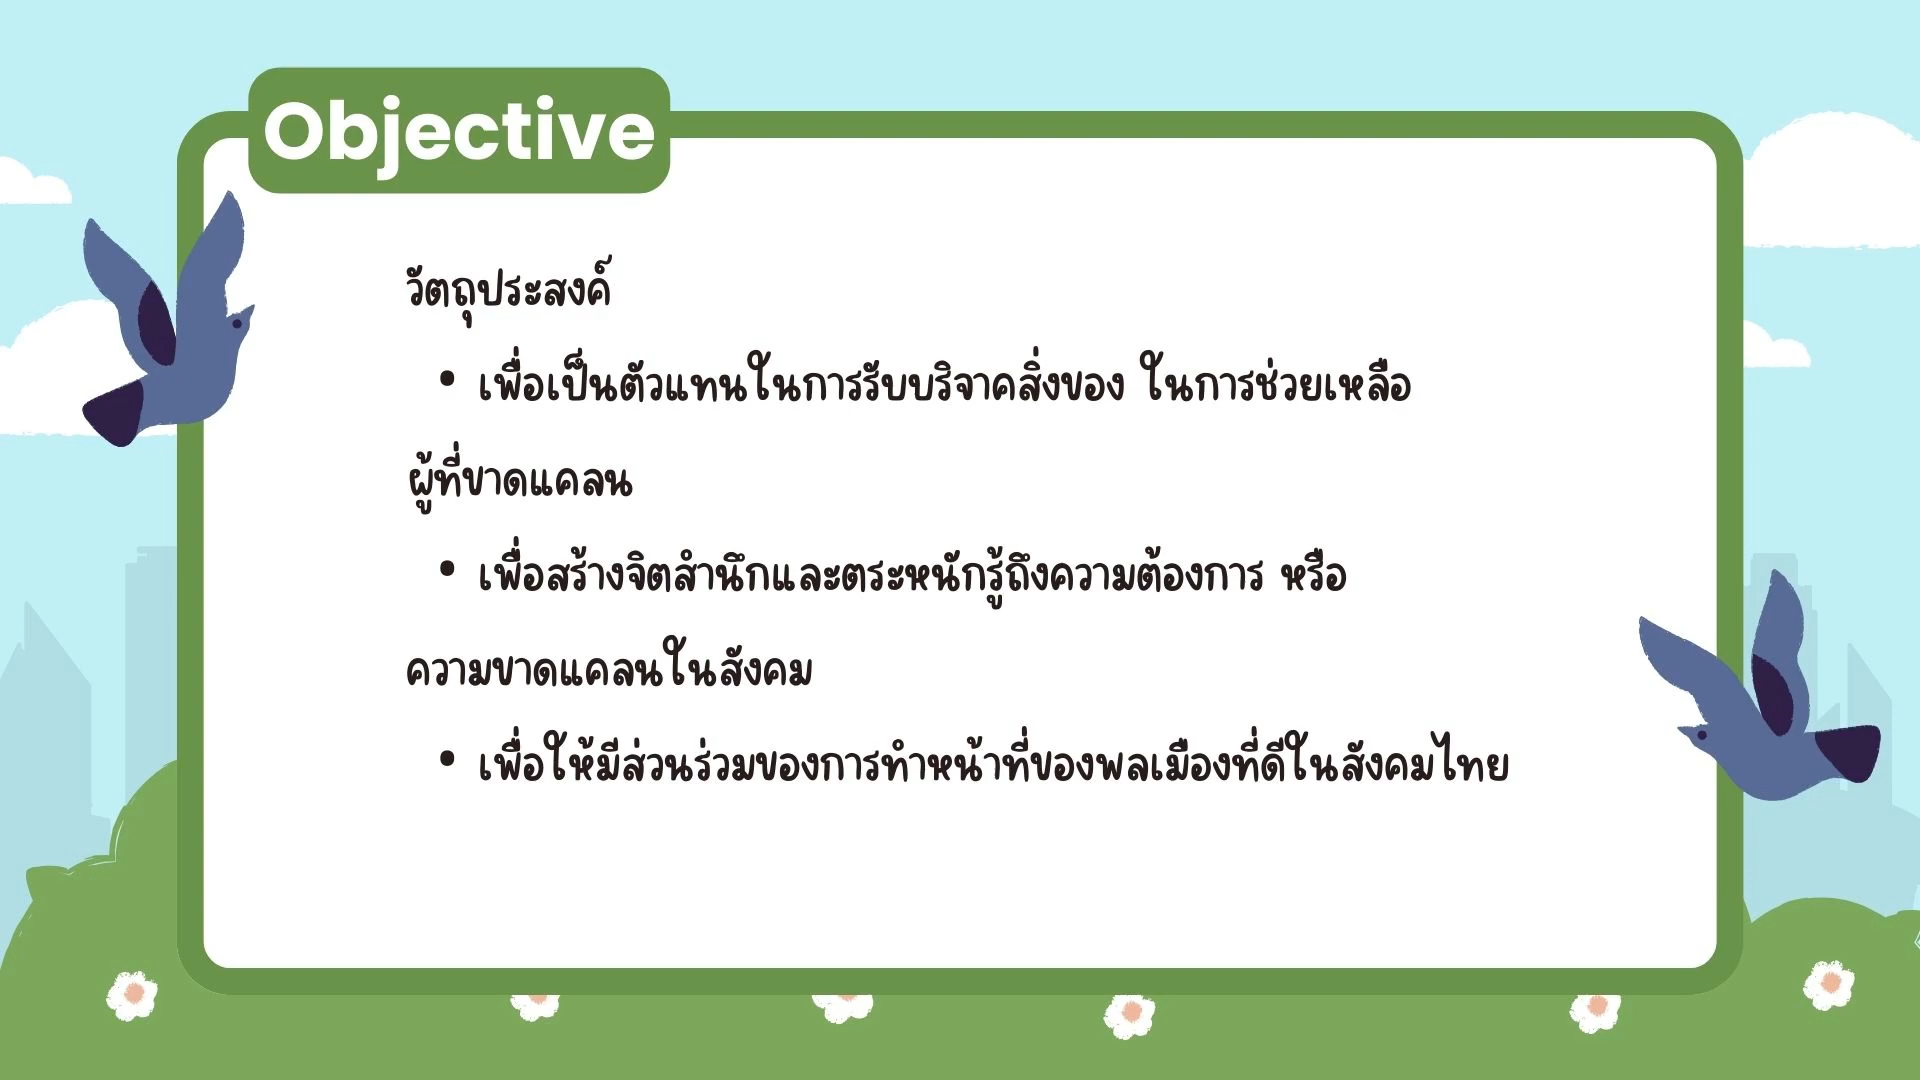 Objective
วัตถุประสงค์
• เพื่อเป็นตัวแทนในการรับบริจาคสิ่งของ ในการช่วยเหลือ
ผู้ที่ขาดแคลน
• เพื่อสร้างจิตสำนึกและตระหนักรู้ถึงความต้องการ หรือ
ความขาดแคลนในสังคม
• เพื่อให้มีส่วนร่วมของการทำหน้าที่ของพลเมืองที่ดีในสังคมไทย